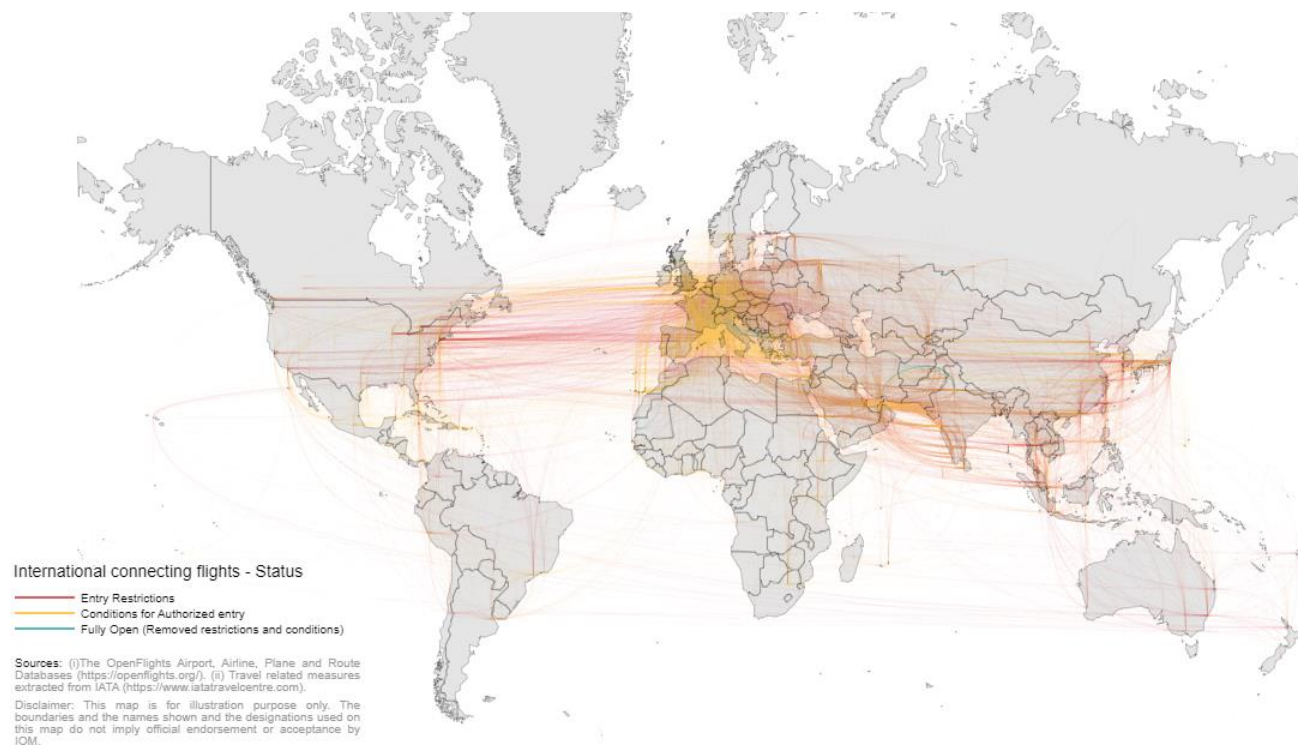 International connecting flights - Status
Entry Restrictions
Conditions for Authorized entry
Fully Open (Removed restrictions and conditions)
Sources: (i)The OpenFlights Airport, Airline, Plane and Route
Databases (https://openflights.org/). (ii) Travel related measures
extracted from IATA (https://www.iatatravelcentre.com).
Disclaimer: This map is for illustration purpose only. The
boundaries and the names shown and the designations used on
this map do not imply official endorsement or acceptance by
IOM.